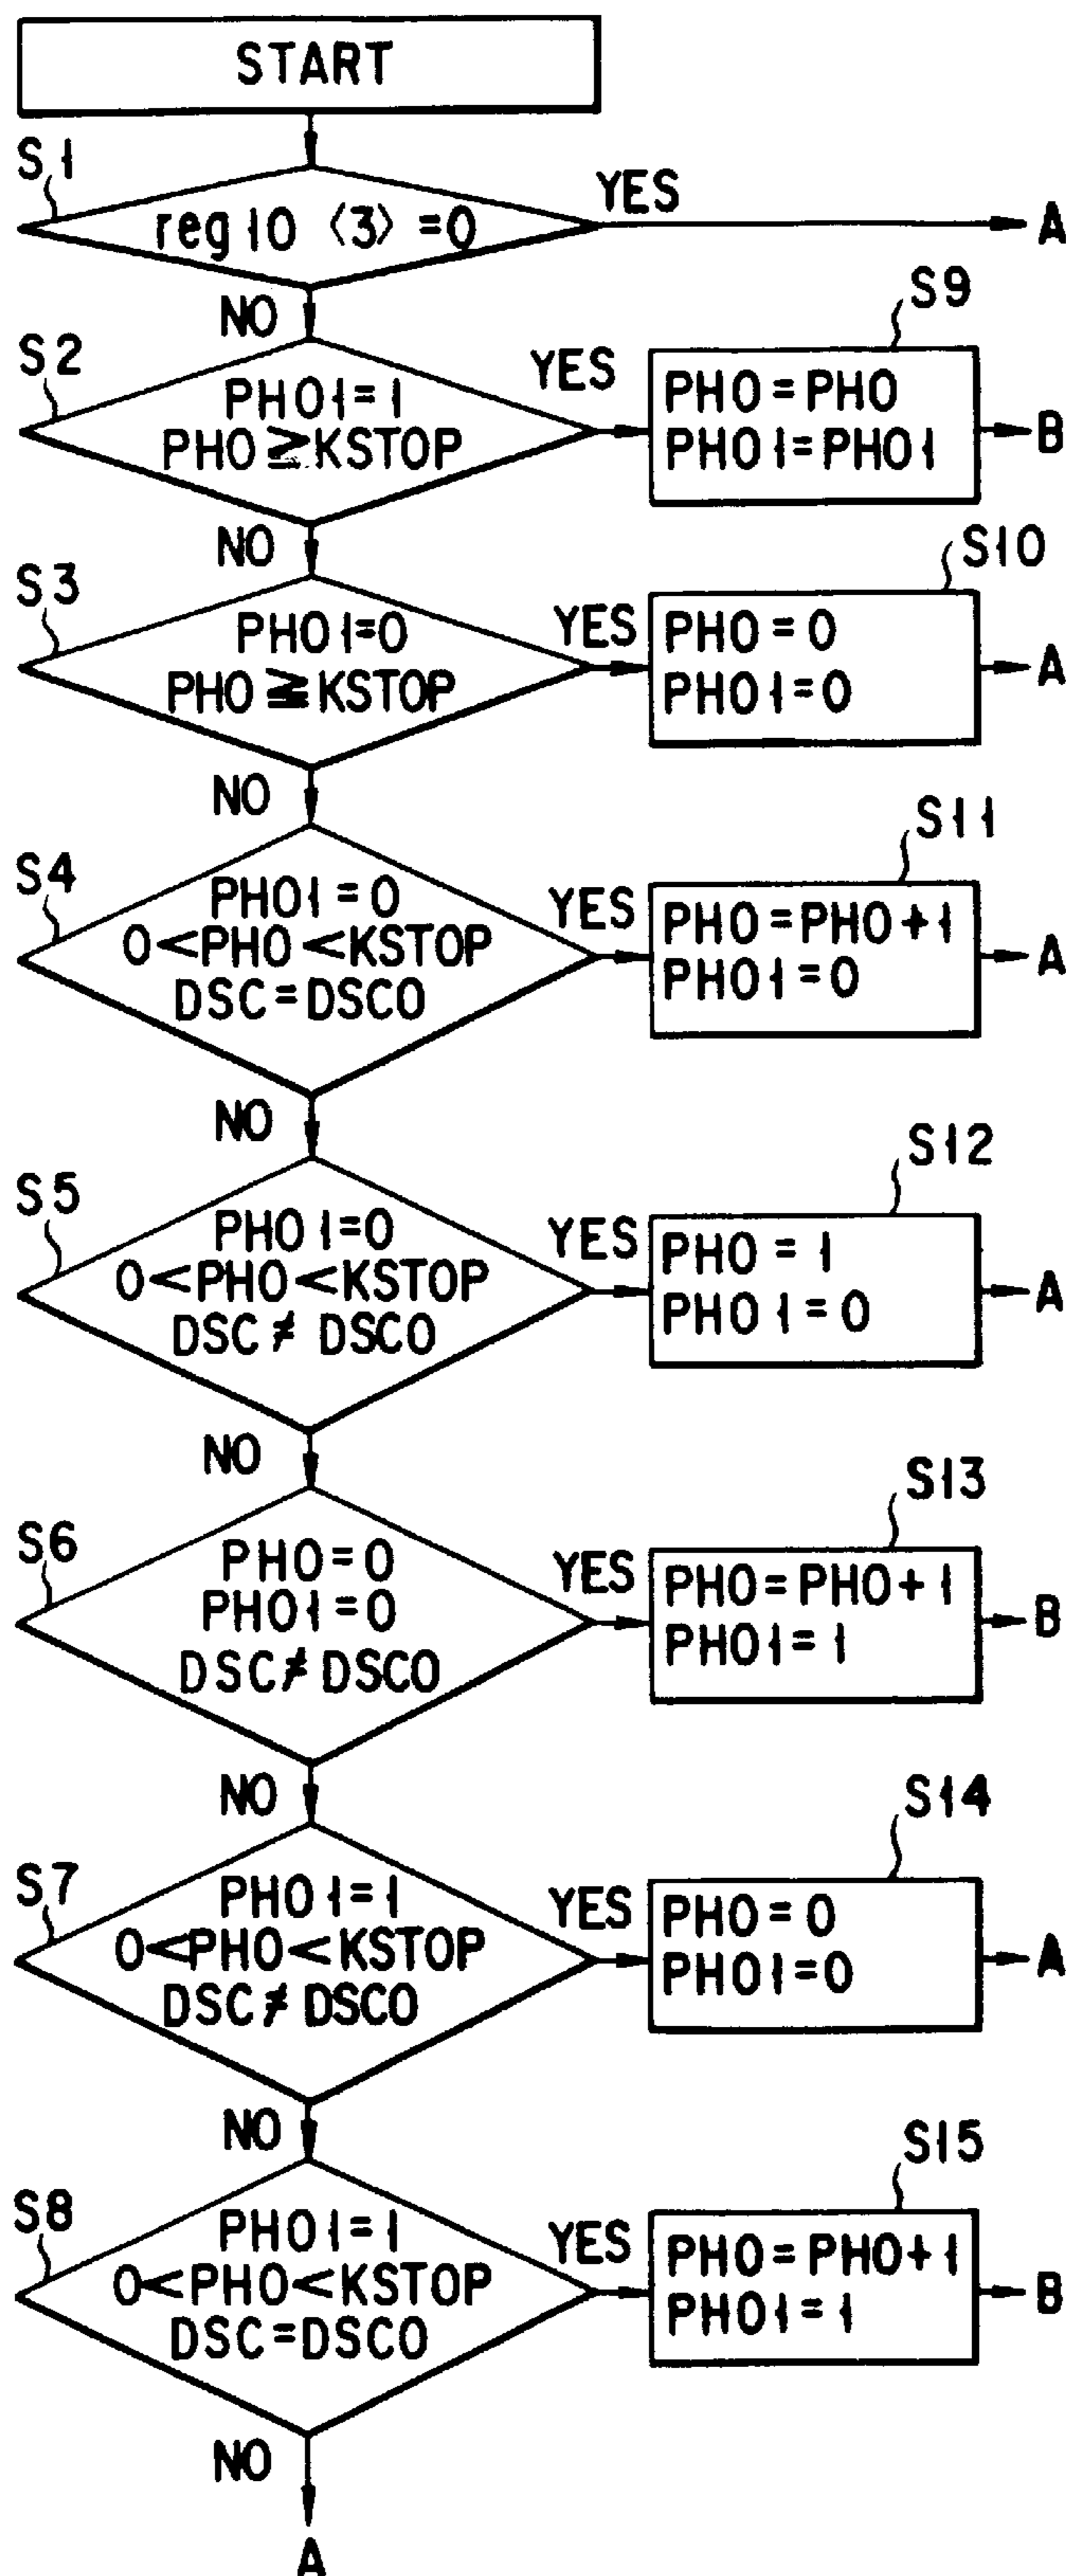 START
S1
reg10 〈3〉 =0
YES
A
NO
S2
PH01=1
PH0≧KSTOP
YES
S9
PH0=PH0
PH01=PH01
B
NO
S3
PH01=0
PH0≧KSTOP
YES
S10
PH0=0
PH01=0
A
NO
S4
PH01=0
0<PH0<KSTOP
DSC=DSC0
YES
S11
PH0=PH0+1
PH01=0
A
NO
S5
PH01=0
0<PH0<KSTOP
DSC≠DSC0
YES
S12
PH0=1
PH01=0
A
NO
S6
PH0=0
PH01=0
DSC≠DSC0
YES
S13
PH0=PH0+1
PH01=1
B
NO
S7
PH01=1
0<PH0<KSTOP
DSC≠DSC0
YES
S14
PH0=0
PH01=0
A
NO
S8
PH01=1
0<PH0<KSTOP
DSC=DSC0
YES
S15
PH0=PH0+1
PH01=1
B
NO
A